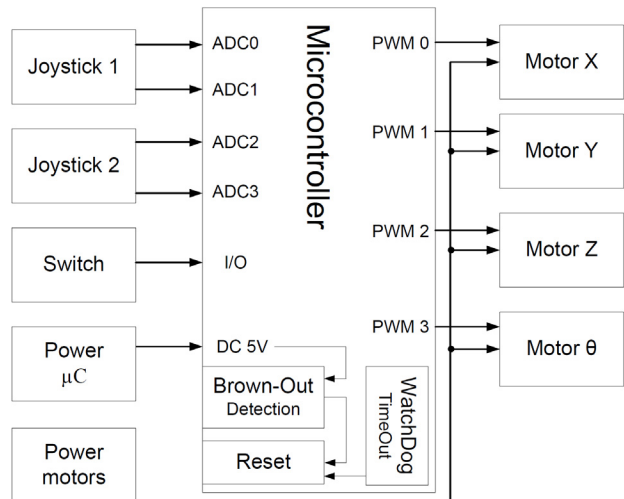 Joystick 1
Joystick 2
Switch
Power
µC
Power
motors
Microcontroller
ADC0
ADC1
ADC2
ADC3
I/O
DC 5V
Brown-Out
Detection
Reset
WatchDog
TimeOut
PWM 0
PWM 1
PWM 2
PWM 3
Motor X
Motor Y
Motor Z
Motor θ